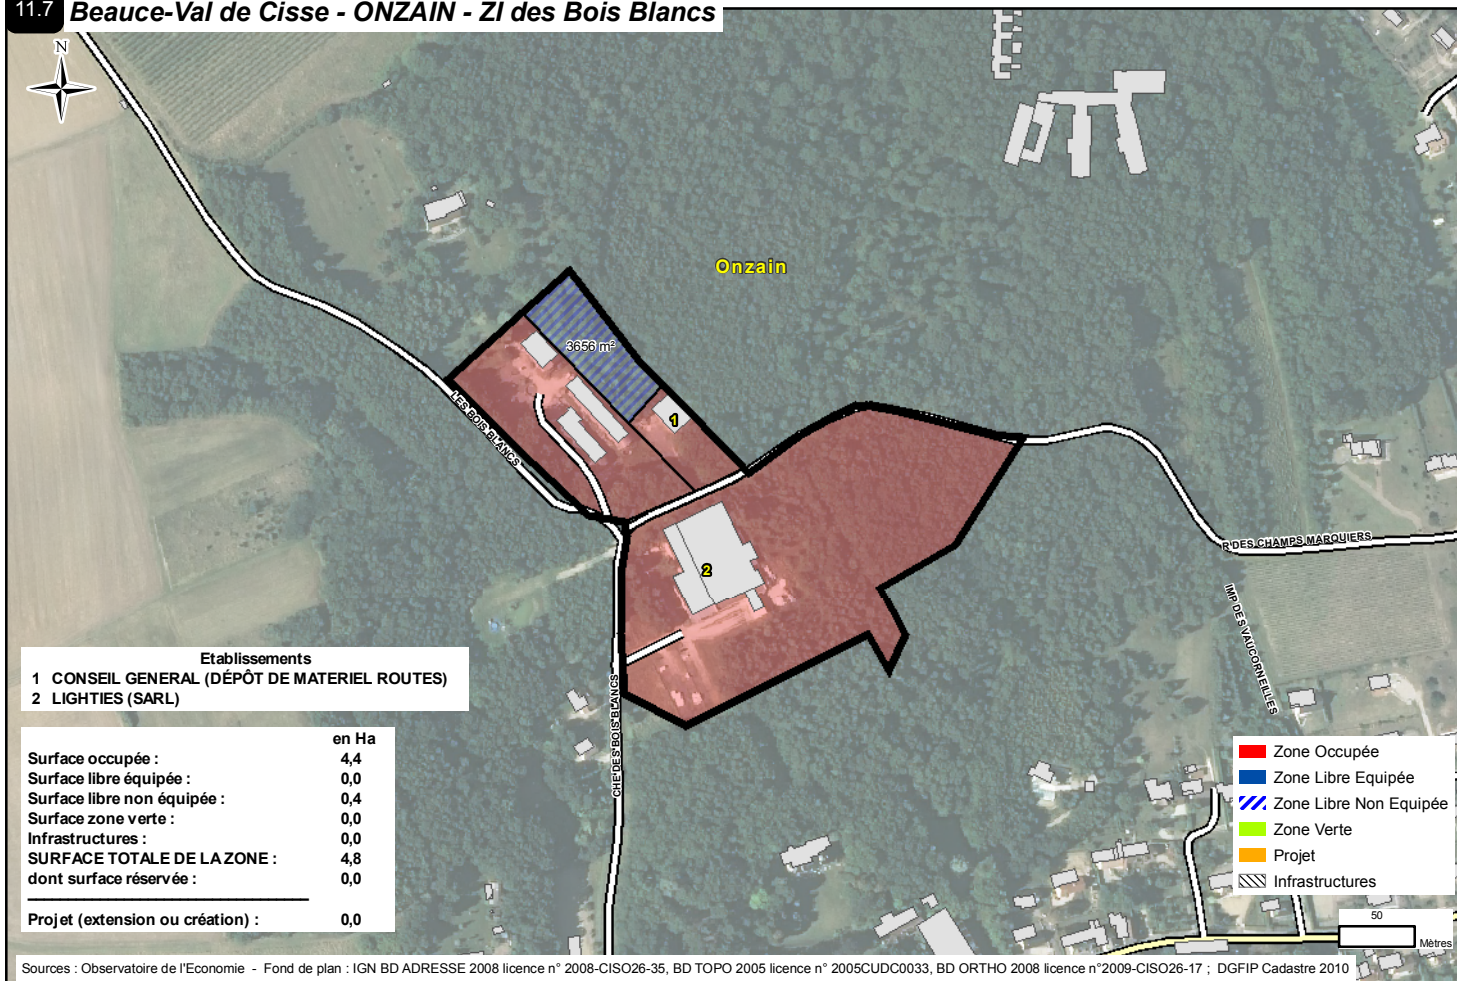 11.7 Beauce-Val de Cisse - ONZAIN - ZI des Bois Blancs
N
Onzain
3656 m²
1
LES BOIS BLANCS
2
R DES CHAMPS MARQUIERS
IMP DES VAUCORNEILLES
CHE DES BOIS BLANCS
Etablissements
1 CONSEIL GENERAL (DÉPÔT DE MATERIEL ROUTES)
2 LIGHTIES (SARL)
en Ha
Surface occupée : 4,4
Surface libre équipée : 0,0
Surface libre non équipée : 0,4
Surface zone verte : 0,0
Infrastructures : 0,0
SURFACE TOTALE DE LA ZONE : 4,8
dont surface réservée : 0,0
Projet (extension ou création) : 0,0
Zone Occupée
Zone Libre Equipée
Zone Libre Non Equipée
Zone Verte
Projet
Infrastructures
50
Mètres
Sources : Observatoire de l'Economie - Fond de plan : IGN BD ADRESSE 2008 licence n° 2008-CISO26-35, BD TOPO 2005 licence n° 2005CUDC0033, BD ORTHO 2008 licence n°2009-CISO26-17 ; DGFIP Cadastre 2010